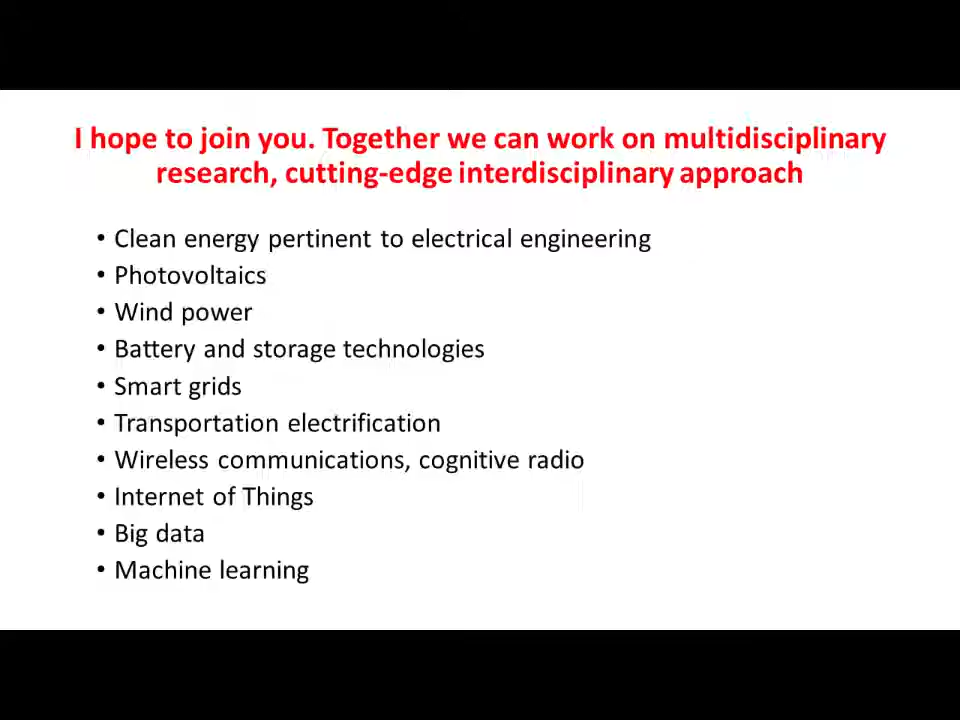 I hope to join you. Together we can work on multidisciplinary
research, cutting-edge interdisciplinary approach
• Clean energy pertinent to electrical engineering
• Photovoltaics
• Wind power
• Battery and storage technologies
• Smart grids
• Transportation electrification
• Wireless communications, cognitive radio
• Internet of Things
• Big data
• Machine learning